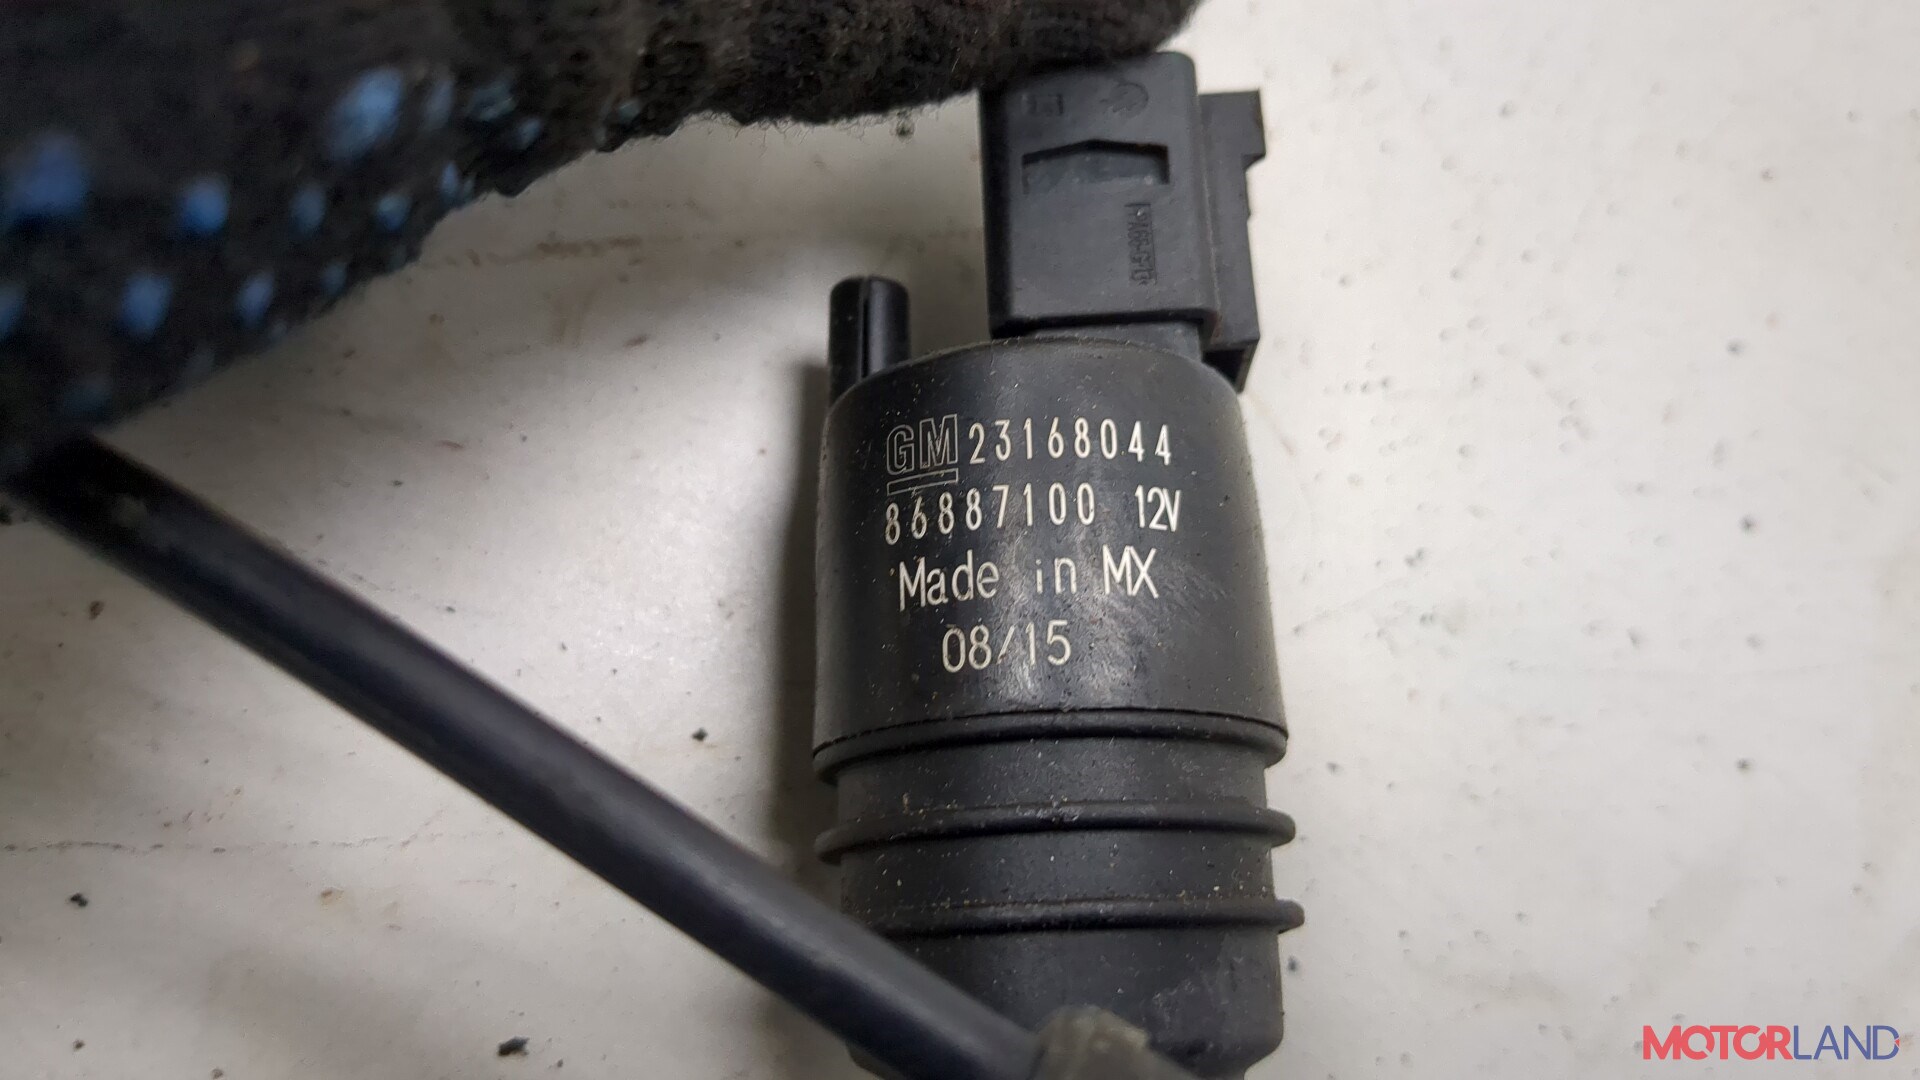 GM 23168044
86887100 12V
Made in MX
08/15
MOTORLAND